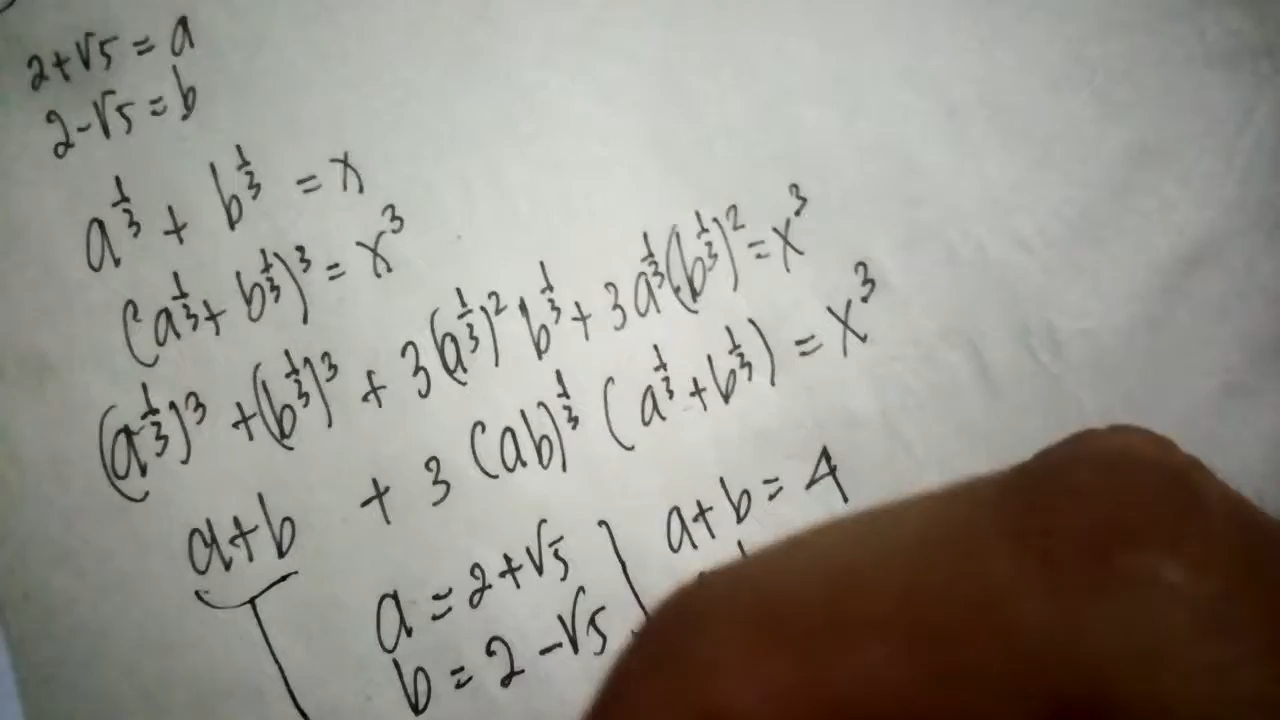 2+√5 = a
2-√5 = b
a^{1/3} + b^{1/3} = x
(a^{1/3} + b^{1/3})^3 = x^3
(a^{1/3})^3 + (b^{1/3})^3 + 3(a^{1/3})^2 b^{1/3} + 3a^{1/3}(b^{1/3})^2 = x^3
a+b + 3 (ab)^{1/3} (a^{1/3} + b^{1/3}) = x^3
a = 2+√5
b = 2-√5
a+b = 4